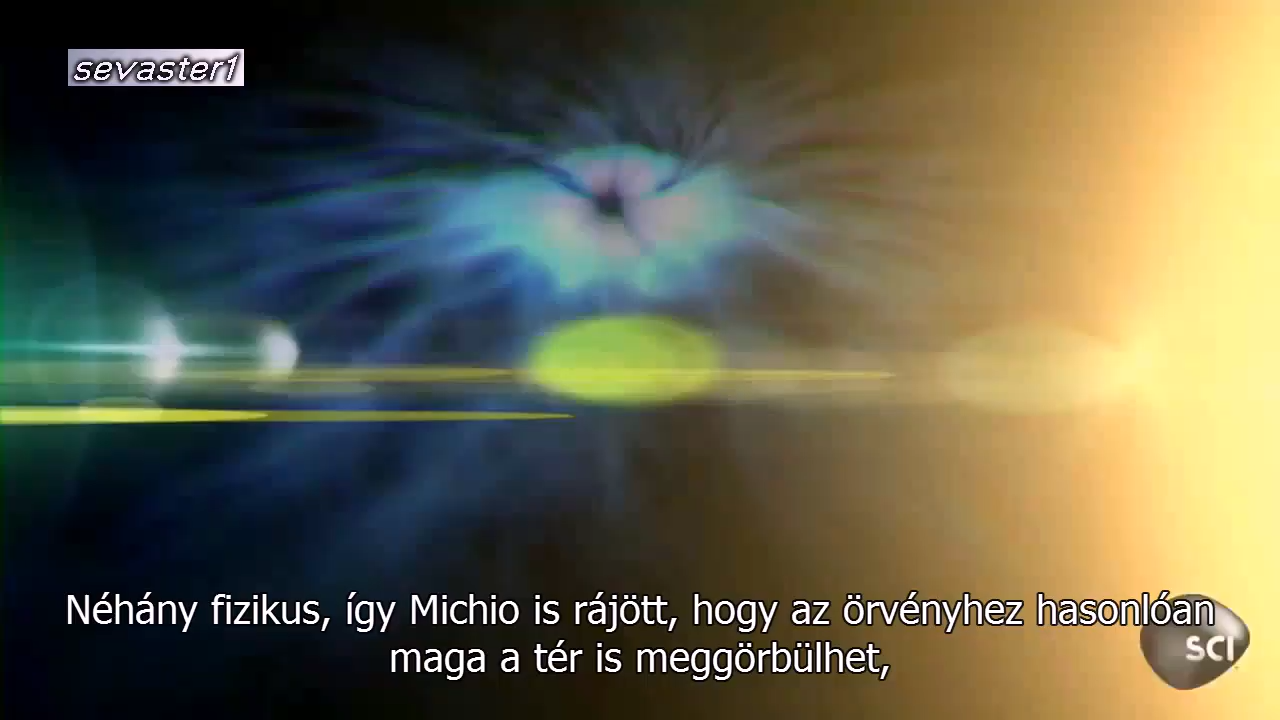 sevaster1
Néhány fizikus, így Michio is rájött, hogy az örvényhez hasonlóan
maga a tér is meggörbülhet,
SCI